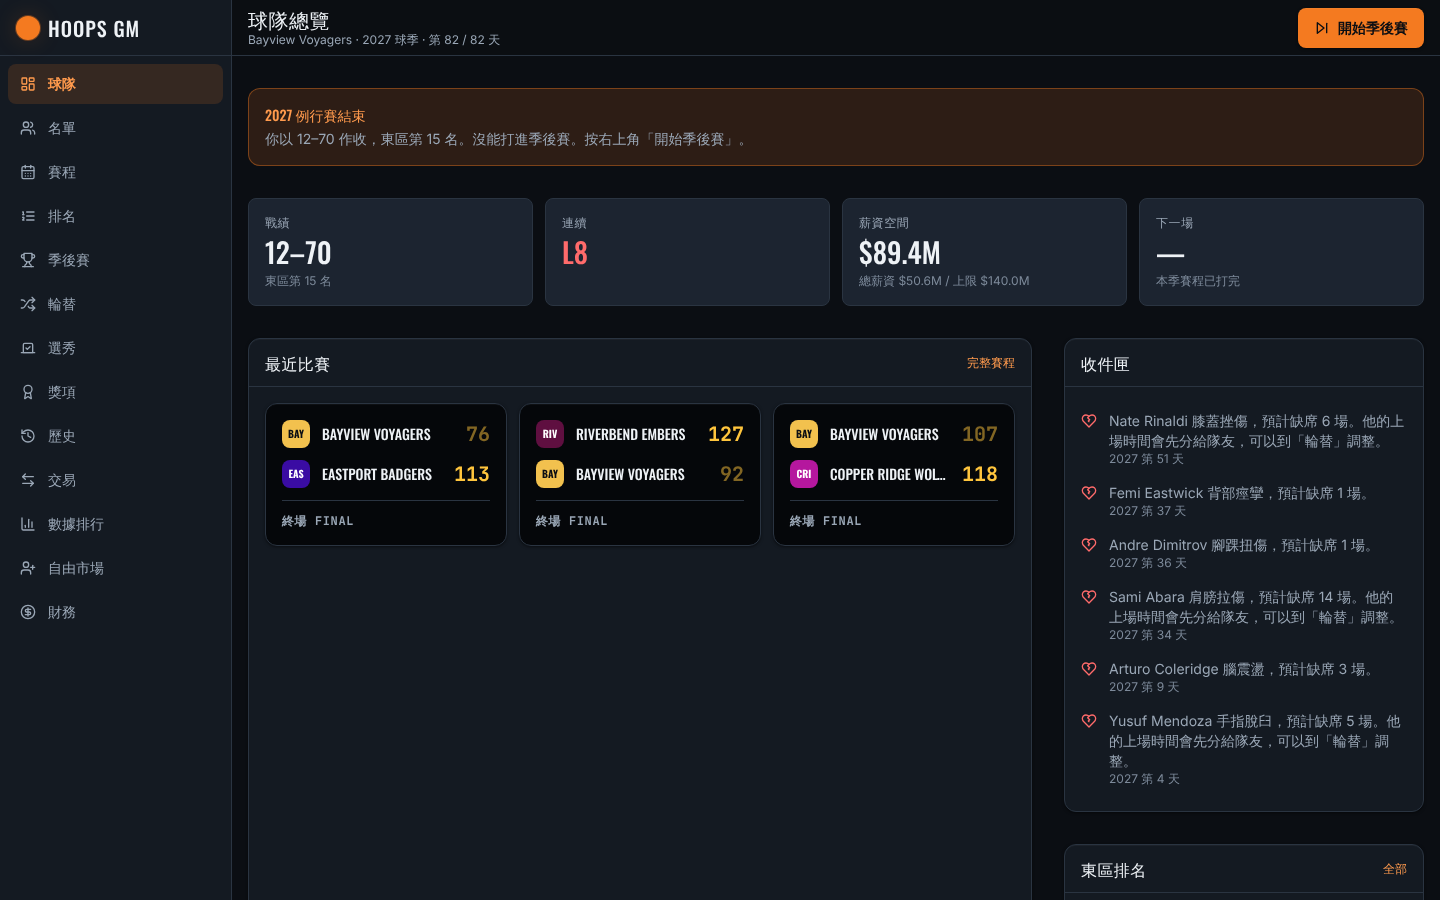 HOOPS GM
球隊
名單
賽程
排名
季後賽
輪替
選秀
獎項
歷史
交易
數據排行
自由市場
財務
球隊總覽
Bayview Voyagers · 2027 球季 · 第 82 / 82 天
開始季後賽
2027 例行賽結束
你以 12–70 作收，東區第 15 名。沒能打進季後賽。按右上角「開始季後賽」。
戰績
12–70
東區第 15 名
連續
L8
薪資空間
$89.4M
總薪資 $50.6M / 上限 $140.0M
下一場
—
本季賽程已打完
最近比賽
完整賽程
BAY BAYVIEW VOYAGERS 76
EAS EASTPORT BADGERS 113
終場 FINAL
RIV RIVERBEND EMBERS 127
BAY BAYVIEW VOYAGERS 92
終場 FINAL
BAY BAYVIEW VOYAGERS 107
CRI COPPER RIDGE WOL... 118
終場 FINAL
收件匣
Nate Rinaldi 膝蓋挫傷，預計缺席 6 場。他的上
場時間會先分給隊友，可以到「輪替」調整。
2027 第 51 天
Femi Eastwick 背部痙攣，預計缺席 1 場。
2027 第 37 天
Andre Dimitrov 腳踝扭傷，預計缺席 1 場。
2027 第 36 天
Sami Abara 肩膀拉傷，預計缺席 14 場。他的
上場時間會先分給隊友，可以到「輪替」調整。
2027 第 34 天
Arturo Coleridge 腦震盪，預計缺席 3 場。
2027 第 9 天
Yusuf Mendoza 手指脫臼，預計缺席 5 場。他
的上場時間會先分給隊友，可以到「輪替」調
整。
2027 第 4 天
東區排名
全部